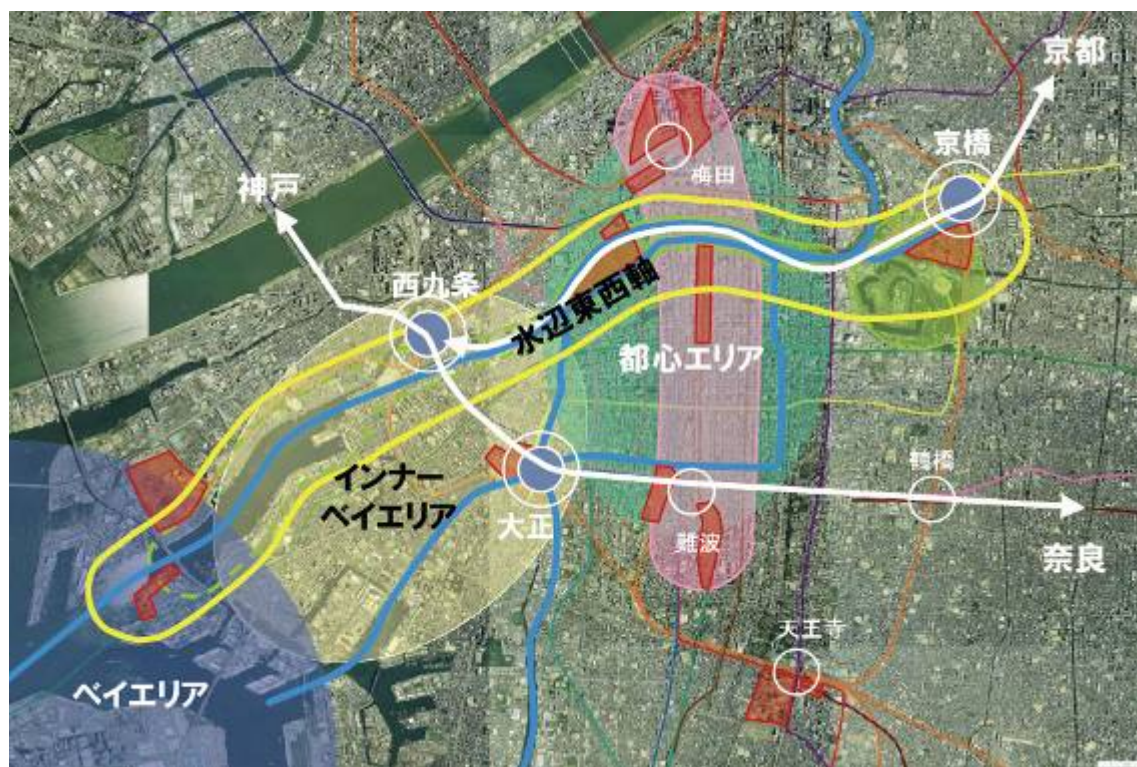 京都
京橋
梅田
神戸
西九条
水辺東西軸
都心エリア
インナー
ベイエリア
大正
鶴橋
難波
奈良
天王寺
ベイエリア